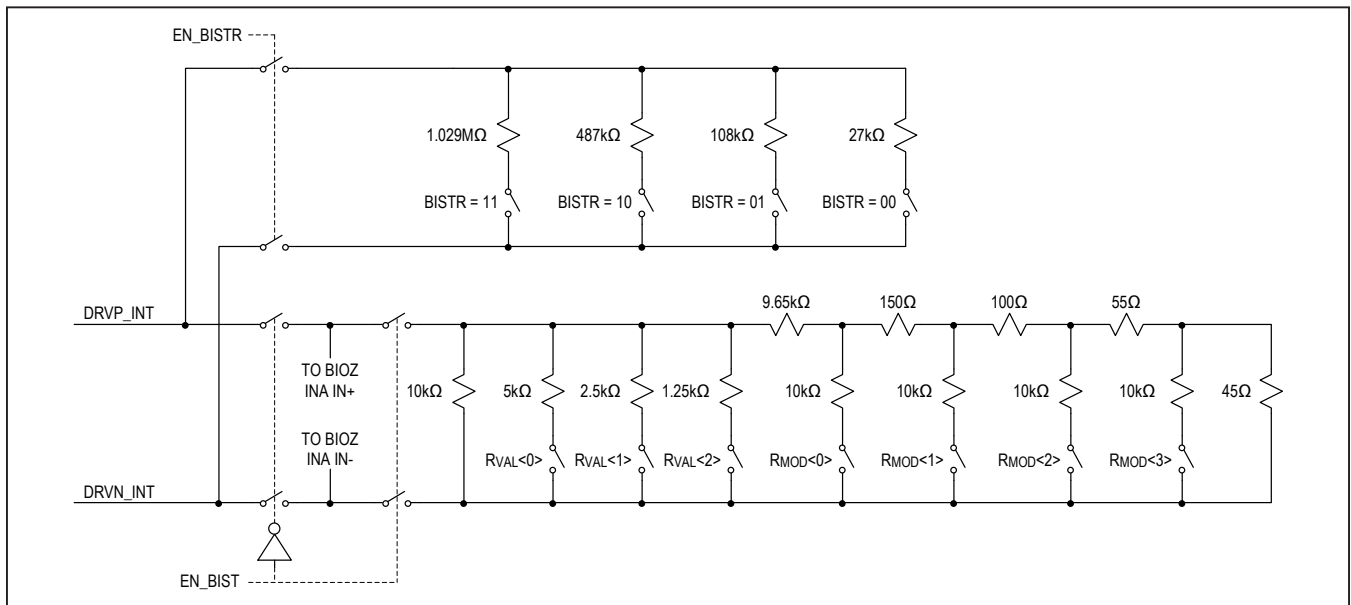 EN_BISTR
1.029MΩ 487kΩ 108kΩ 27kΩ
BISTR = 11 BISTR = 10 BISTR = 01 BISTR = 00
9.65kΩ 150Ω 100Ω 55Ω
DRVP_INT
TO BIOZ
INA IN+
10kΩ 5kΩ 2.5kΩ 1.25kΩ 10kΩ 10kΩ 10kΩ 10kΩ 45Ω
TO BIOZ
INA IN-
RVAL<0> RVAL<1> RVAL<2> RMOD<0> RMOD<1> RMOD<2> RMOD<3>
DRVN_INT
EN_BIST